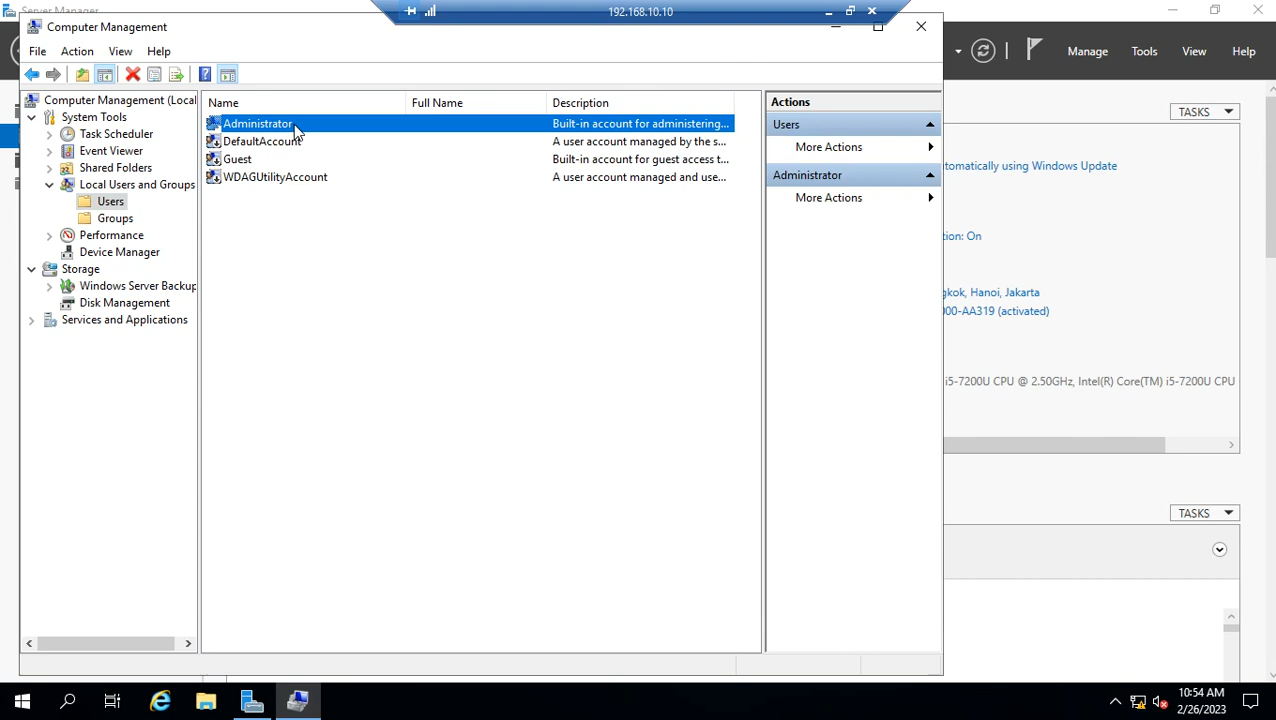 Server Manager
192.168.10.10
Computer Management
File Action View Help
Manage Tools View Help
Computer Management (Local
System Tools
Task Scheduler
Event Viewer
Shared Folders
Local Users and Groups
Users
Groups
Performance
Device Manager
Storage
Windows Server Backup
Disk Management
Services and Applications
Name Full Name Description
Administrator Built-in account for administering...
DefaultAccount A user account managed by the s...
Guest Built-in account for guest access t...
WDAGUtilityAccount A user account managed and use...
Actions
Users
More Actions
Administrator
More Actions
TASKS
tomatically using Windows Update
tion: On
gkok, Hanoi, Jakarta
000-AA319 (activated)
i5-7200U CPU @ 2.50GHz, Intel(R) Core(TM) i5-7200U CPU
TASKS
10:54 AM
2/26/2023